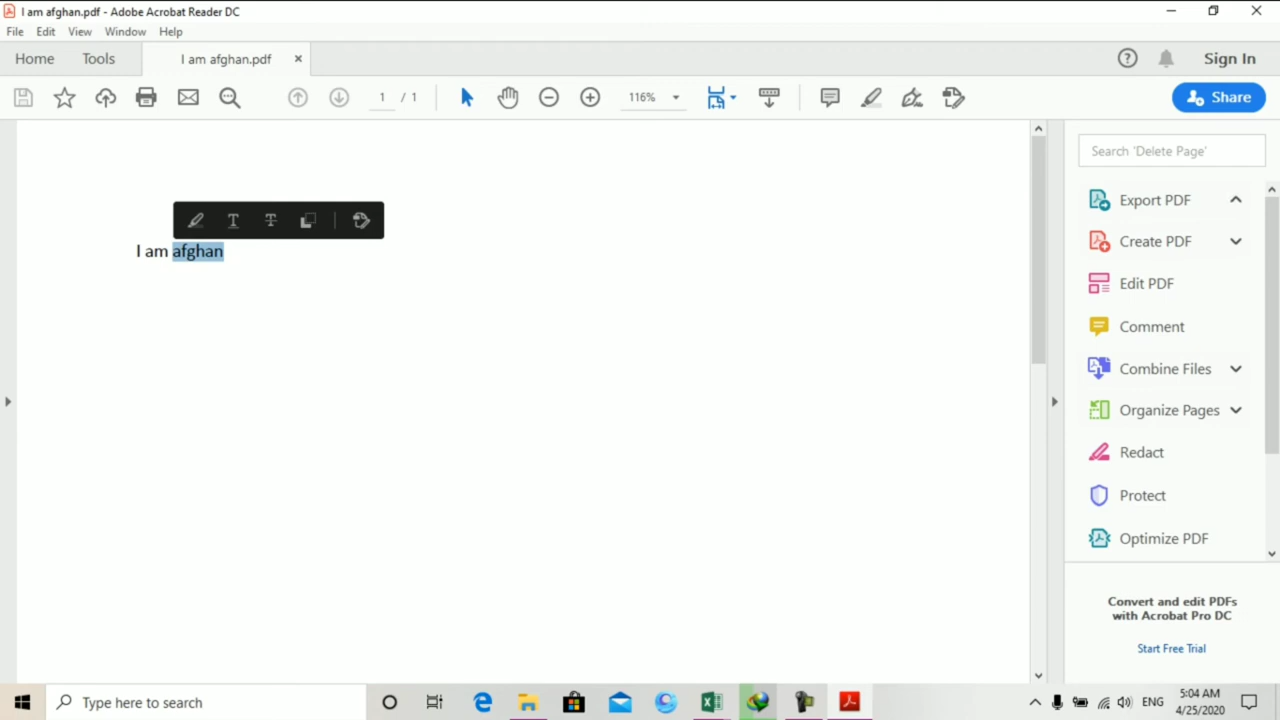 I am afghan.pdf - Adobe Acrobat Reader DC
File Edit View Window Help
Home Tools I am afghan.pdf × Sign In
1 / 1 116% Share
Search 'Delete Page'
Export PDF
I am afghan
Create PDF
Edit PDF
Comment
Combine Files
Organize Pages
Redact
Protect
Optimize PDF
Convert and edit PDFs
with Acrobat Pro DC
Start Free Trial
Type here to search
ENG
5:04 AM
4/25/2020